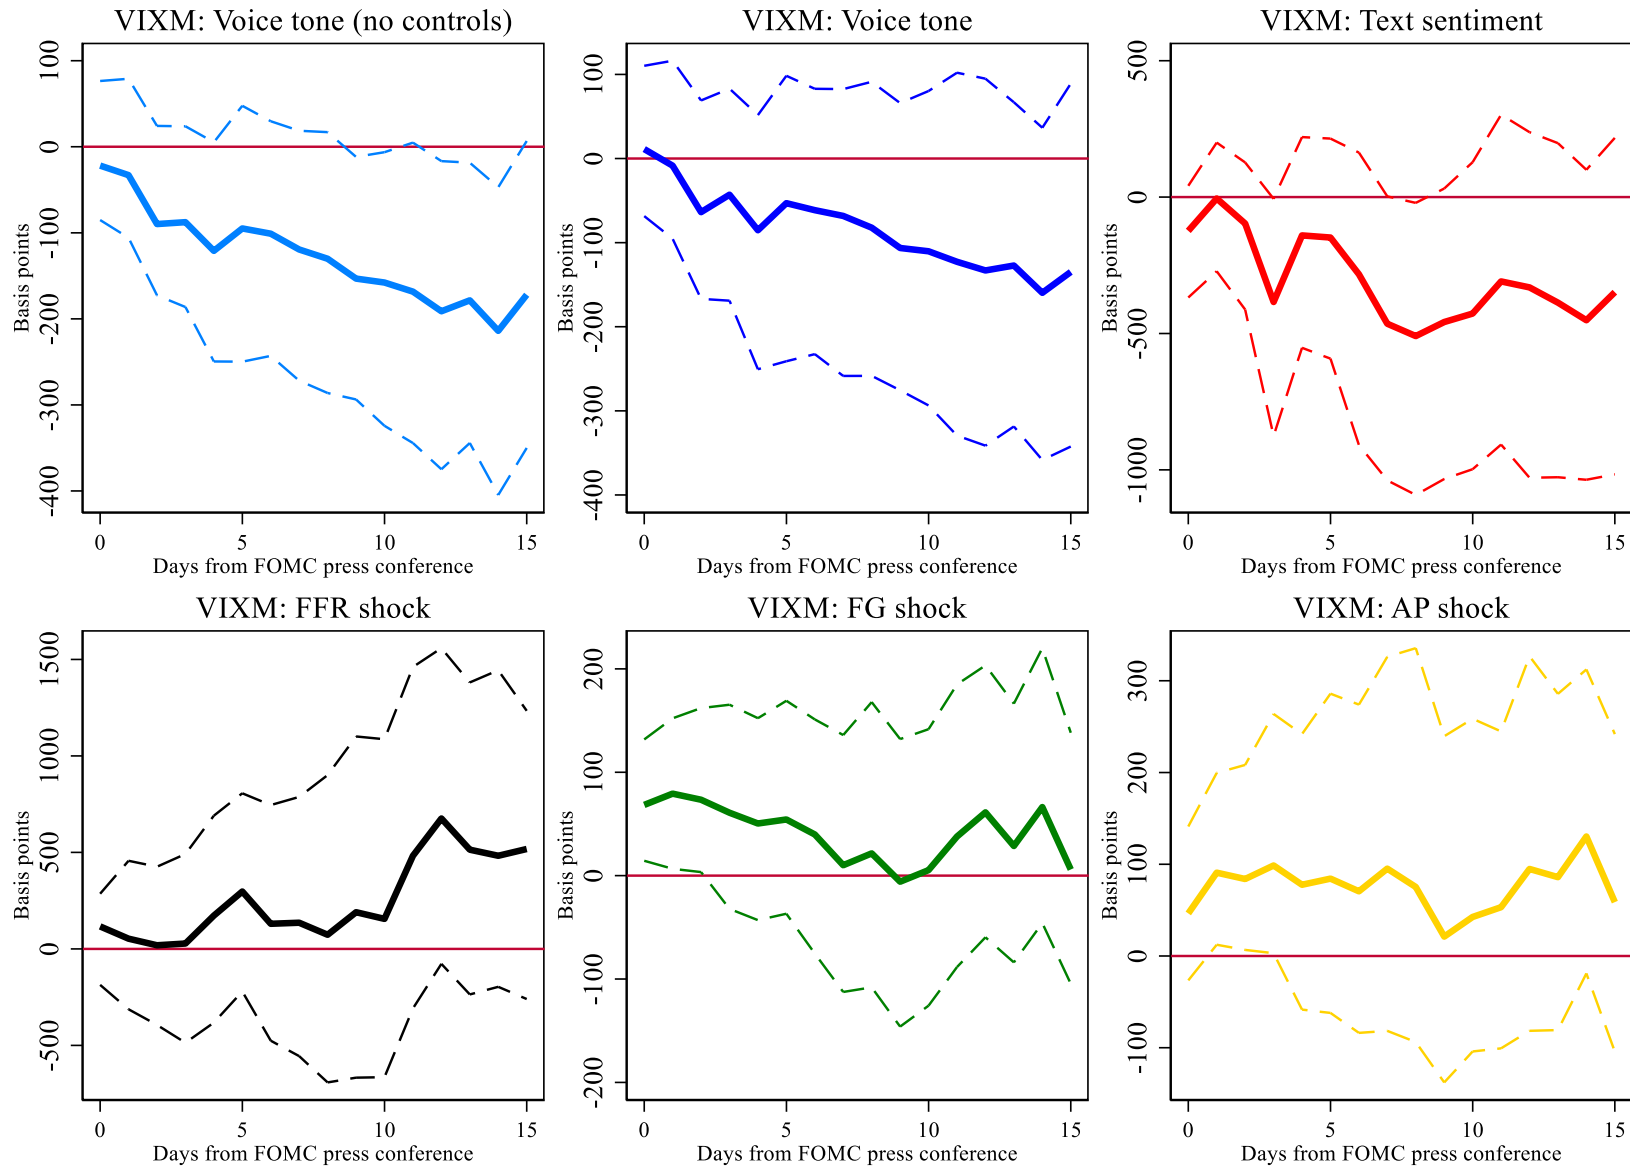 VIXM: Voice tone (no controls)
Basis points
100
0
-100
-200
-300
-400
0 5 10 15
Days from FOMC press conference
VIXM: Voice tone
Basis points
100
0
-100
-200
-300
-400
0 5 10 15
Days from FOMC press conference
VIXM: Text sentiment
Basis points
500
0
-500
-1000
0 5 10 15
Days from FOMC press conference
VIXM: FFR shock
Basis points
1500
1000
500
0
-500
0 5 10 15
Days from FOMC press conference
VIXM: FG shock
Basis points
200
100
0
-100
-200
0 5 10 15
Days from FOMC press conference
VIXM: AP shock
Basis points
300
200
100
0
-100
0 5 10 15
Days from FOMC press conference